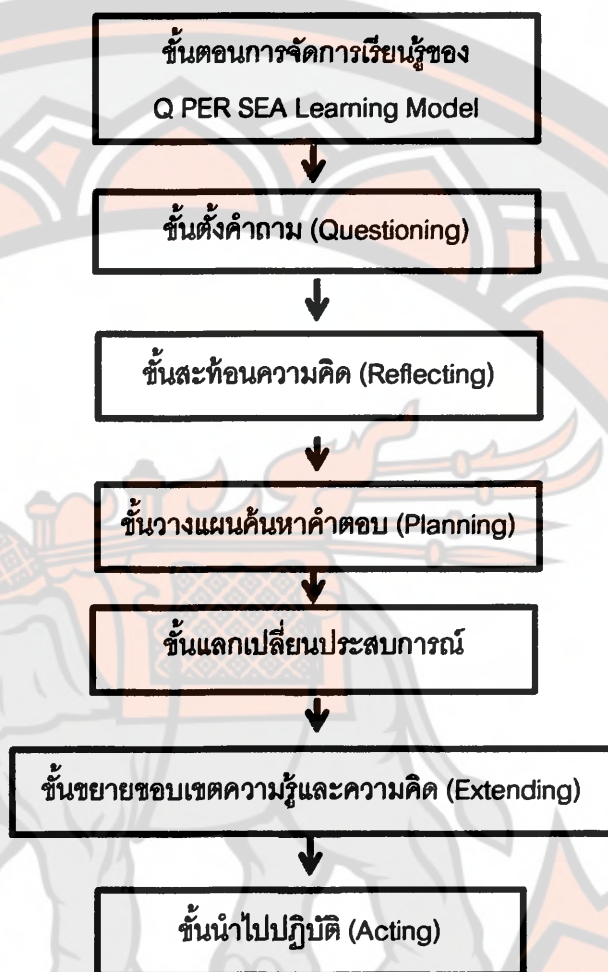 ขั้นตอนการจัดการเรียนรู้ของ
Q PER SEA Learning Model
ขั้นตั้งคำถาม (Questioning)
ขั้นสะท้อนความคิด (Reflecting)
ขั้นวางแผนค้นหาคำตอบ (Planning)
ขั้นแลกเปลี่ยนประสบการณ์
ขั้นขยายขอบเขตความรู้และความคิด (Extending)
ขั้นนำไปปฏิบัติ (Acting)